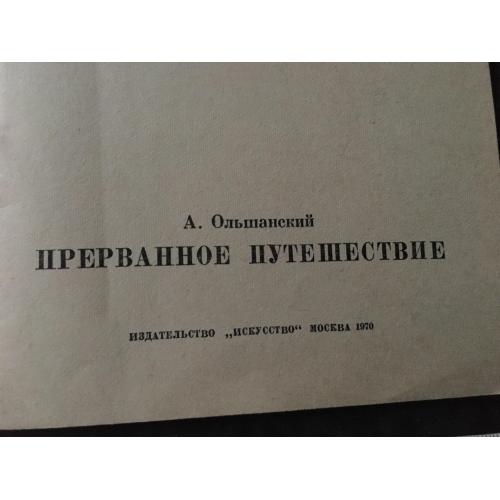 А. Ольшанский
ПРЕРВАННОЕ ПУТЕШЕСТВИЕ
ИЗДАТЕЛЬСТВО „ИСКУССТВО“ МОСКВА 1970